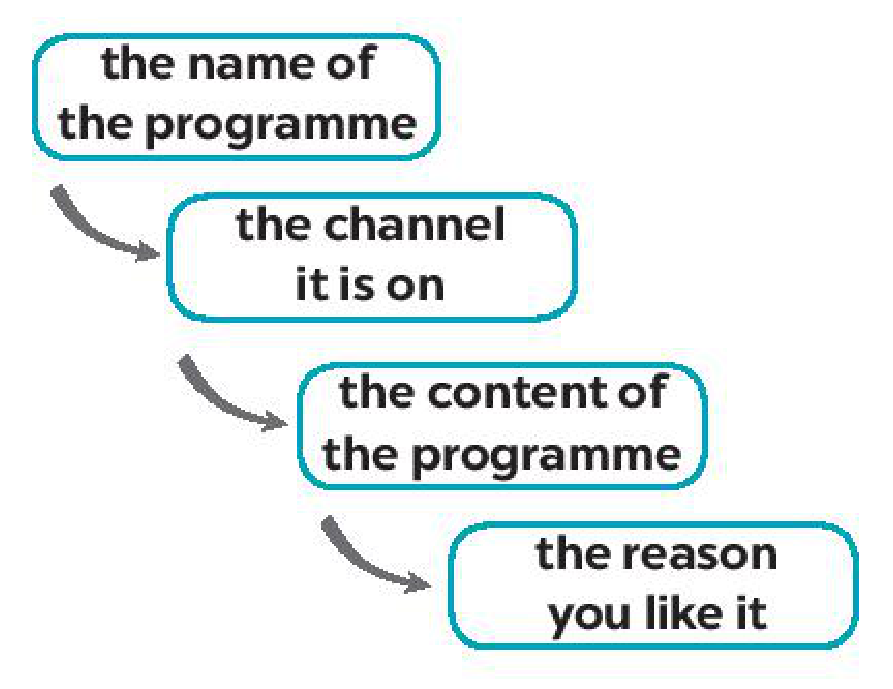 the name of
the programme
the channel
it is on
the content of
the programme
the reason
you like it